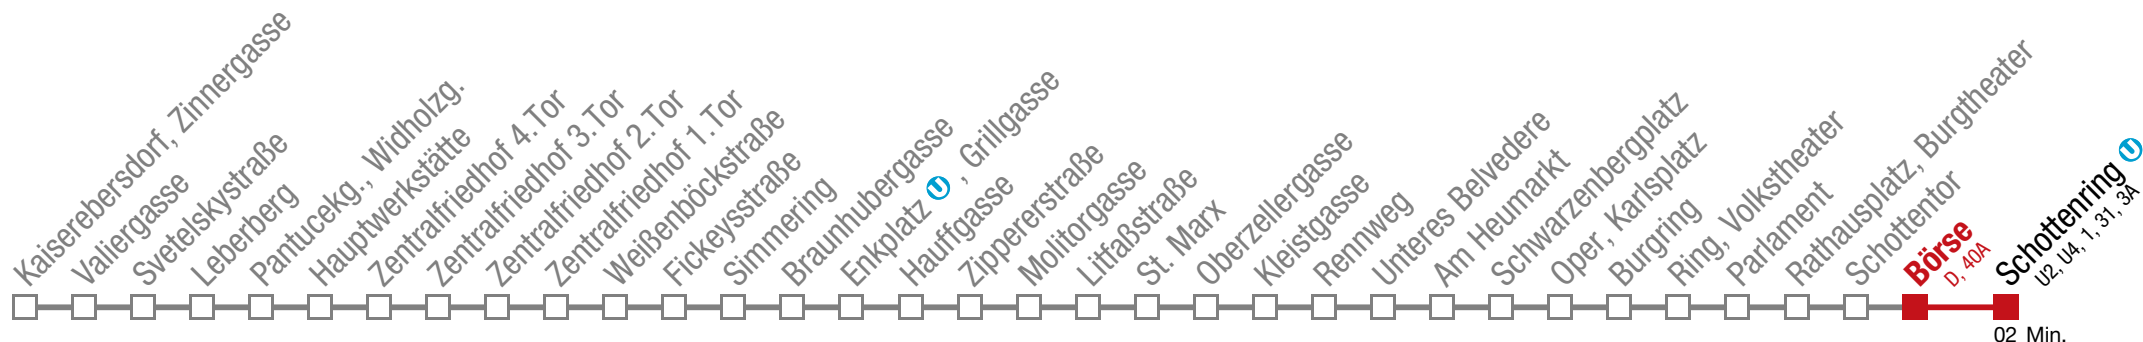 Kaiserebersdorf, Zinnergasse
Valiergasse
Svetelskystraße
Leberberg
Pantucekg., Widholzg.
Hauptwerkstätte
Zentralfriedhof 4.Tor
Zentralfriedhof 3.Tor
Zentralfriedhof 2.Tor
Zentralfriedhof 1.Tor
Weißenböckstraße
Fickeysstraße
Simmering
Braunhubergasse
Enkplatz U , Grillgasse
Hauffgasse
Zippererstraße
Molitorgasse
Litfaßstraße
St. Marx
Oberzellergasse
Kleistgasse
Rennweg
Unteres Belvedere
Am Heumarkt
Schwarzenbergplatz
Oper, Karlsplatz
Burgring
Ring, Volkstheater
Parlament
Rathausplatz, Burgtheater
Schottentor
Börse
D, 40A
Schottenring U
U2, U4, 1, 31, 3A
02 Min.